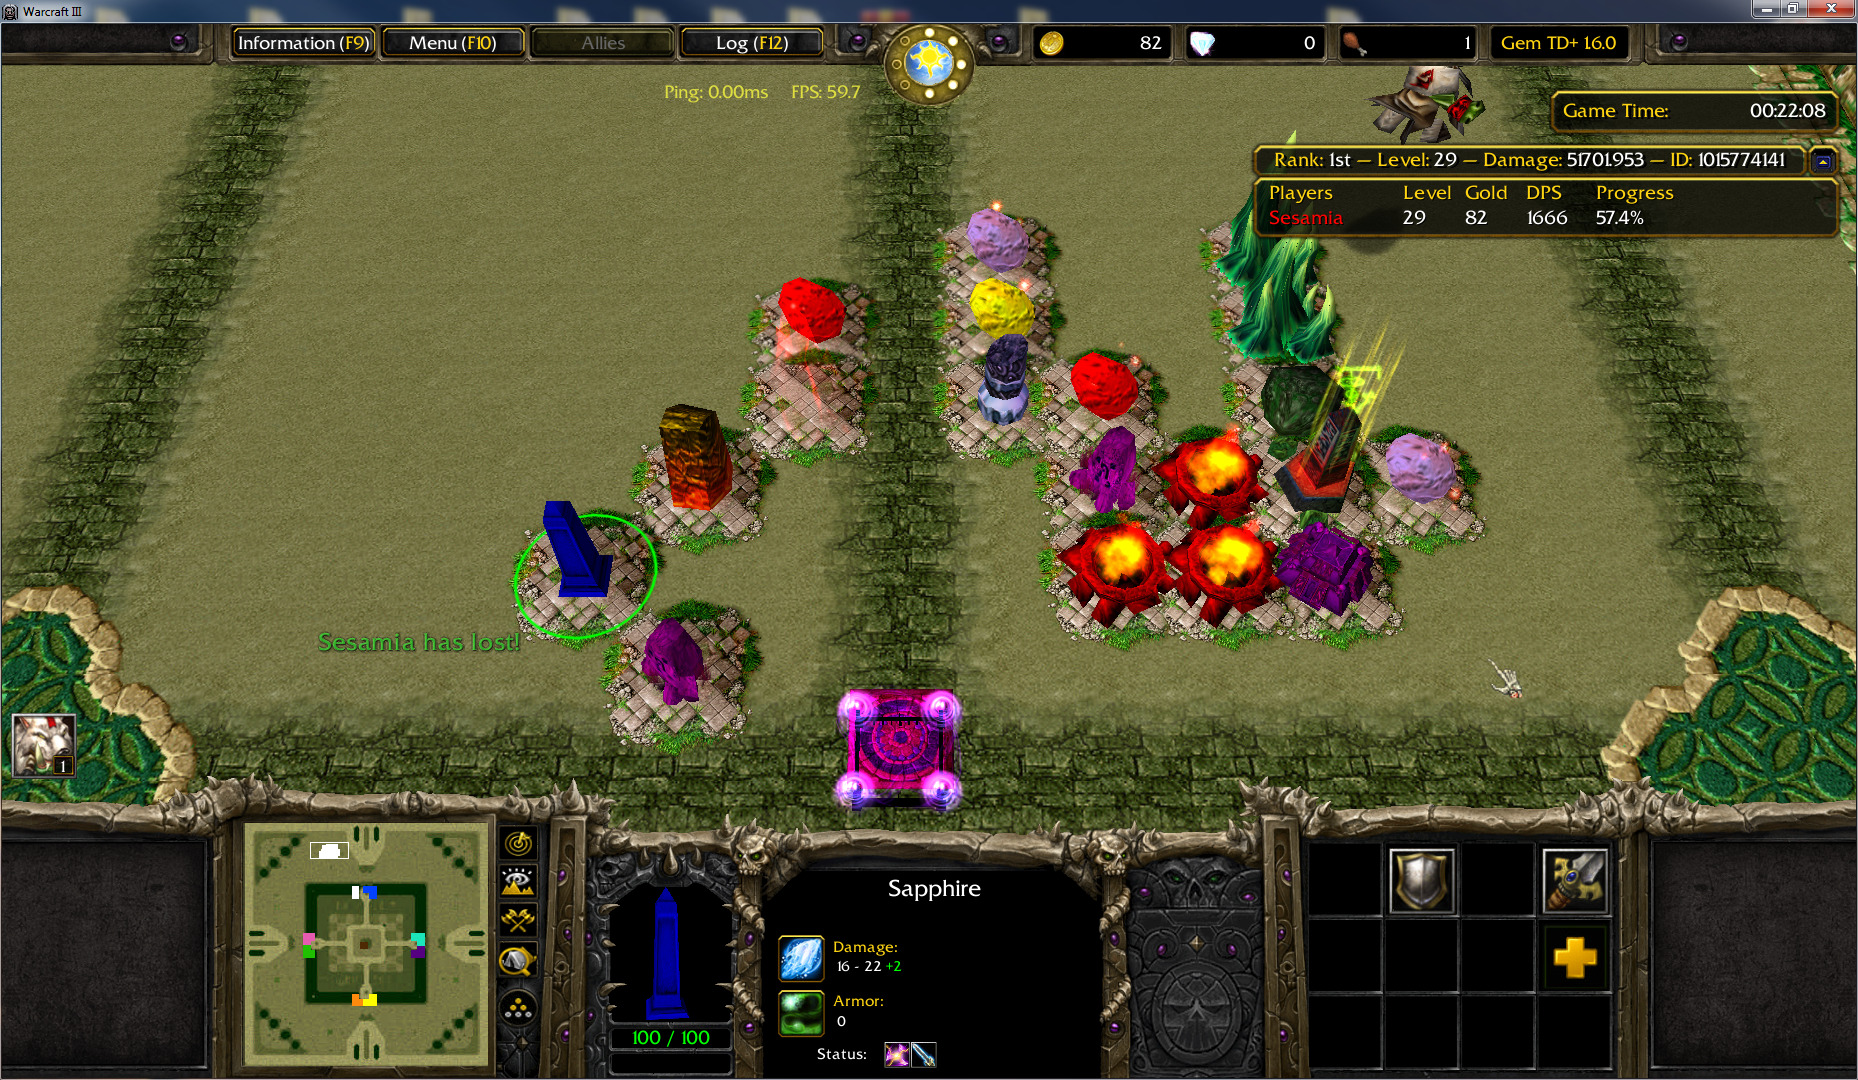 Warcraft III
Information (F9)
Menu (F10)
Allies
Log (F12)
82
0
1
Gem TD+ 1.6.0
Ping: 0.00ms FPS: 59.7
Game Time: 00:22:08
Rank: 1st — Level: 29 — Damage: 51701.953 — ID: 1015774141
Players Level Gold DPS Progress
Sesamia 29 82 1666 57.4%
Sesamia has lost!
1
Sapphire
Damage:
16 - 22 +2
Armor:
0
100 / 100
Status: